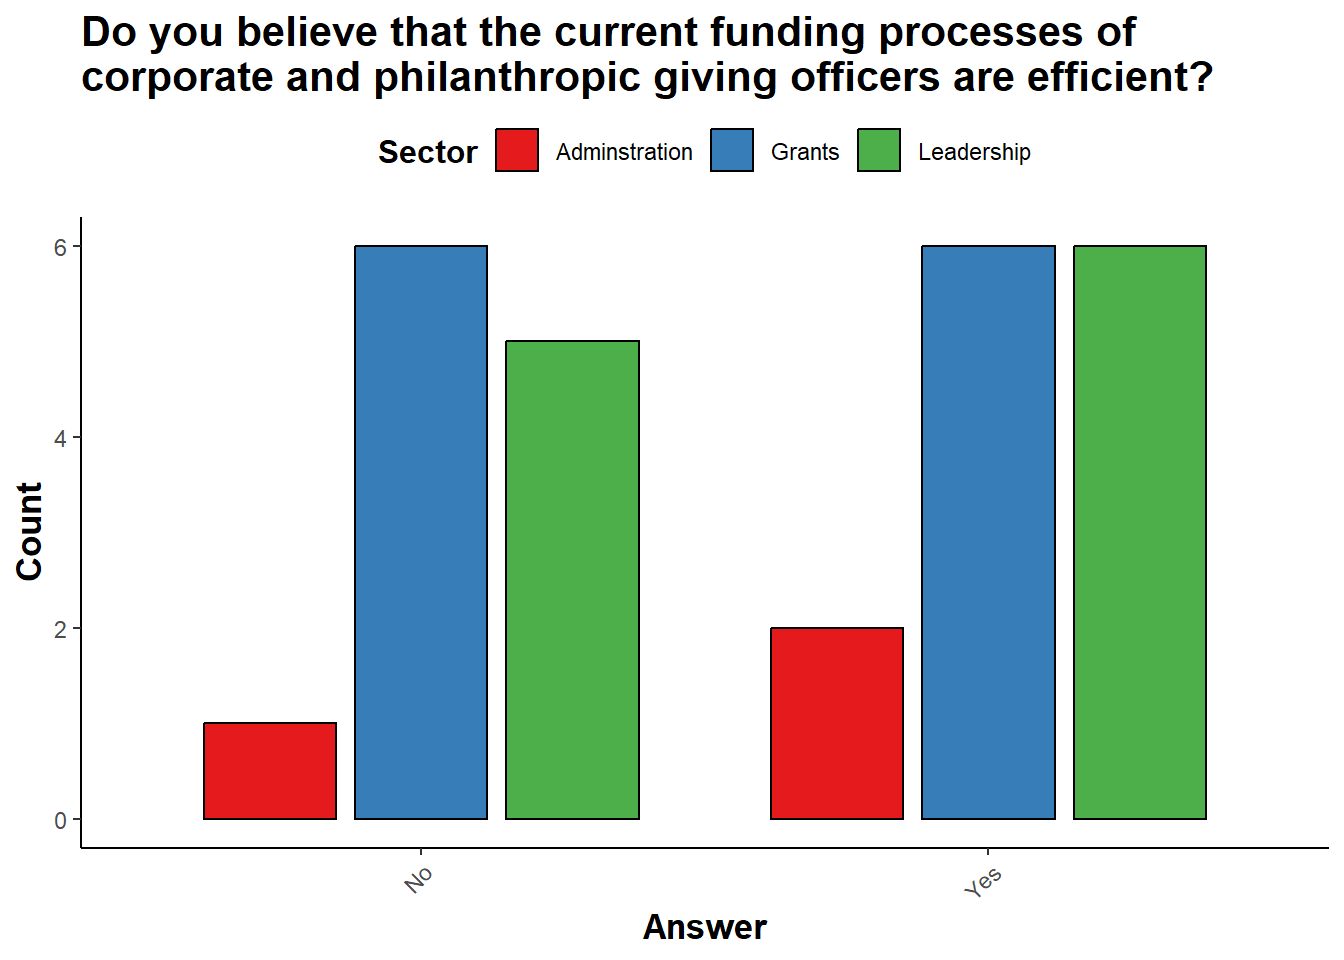 Do you believe that the current funding processes of
corporate and philanthropic giving officers are efficient?
Sector Adminstration Grants Leadership
6
4
2
0
Count
No Yes
Answer